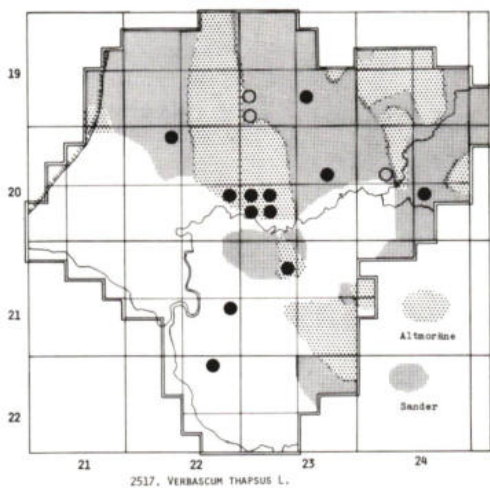 19
20
21
22
Altmoräne
Sander
21 22 23 24
2517. VERBASCUM THAPSUS L.